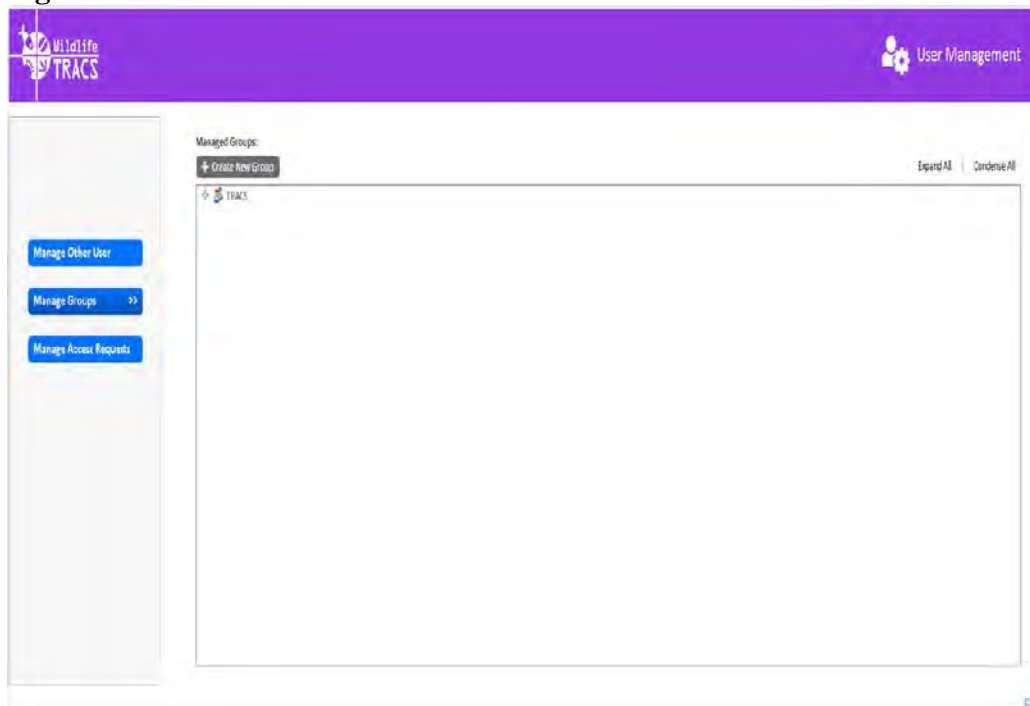 Wildlife
TRACS
User Management
Managed Groups:
+ Create New Group
Expand All | Condense All
TRACS
Manage Other User
Manage Groups >>
Manage Access Requests